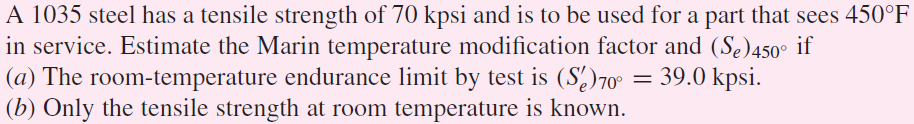 A 1035 steel has a tensile strength of 70 kpsi and is to be used for a part that sees 450°F
in service. Estimate the Marin temperature modification factor and (Sₑ)₄₅₀° if
(a) The room-temperature endurance limit by test is (S′ₑ)₇₀° = 39.0 kpsi.
(b) Only the tensile strength at room temperature is known.